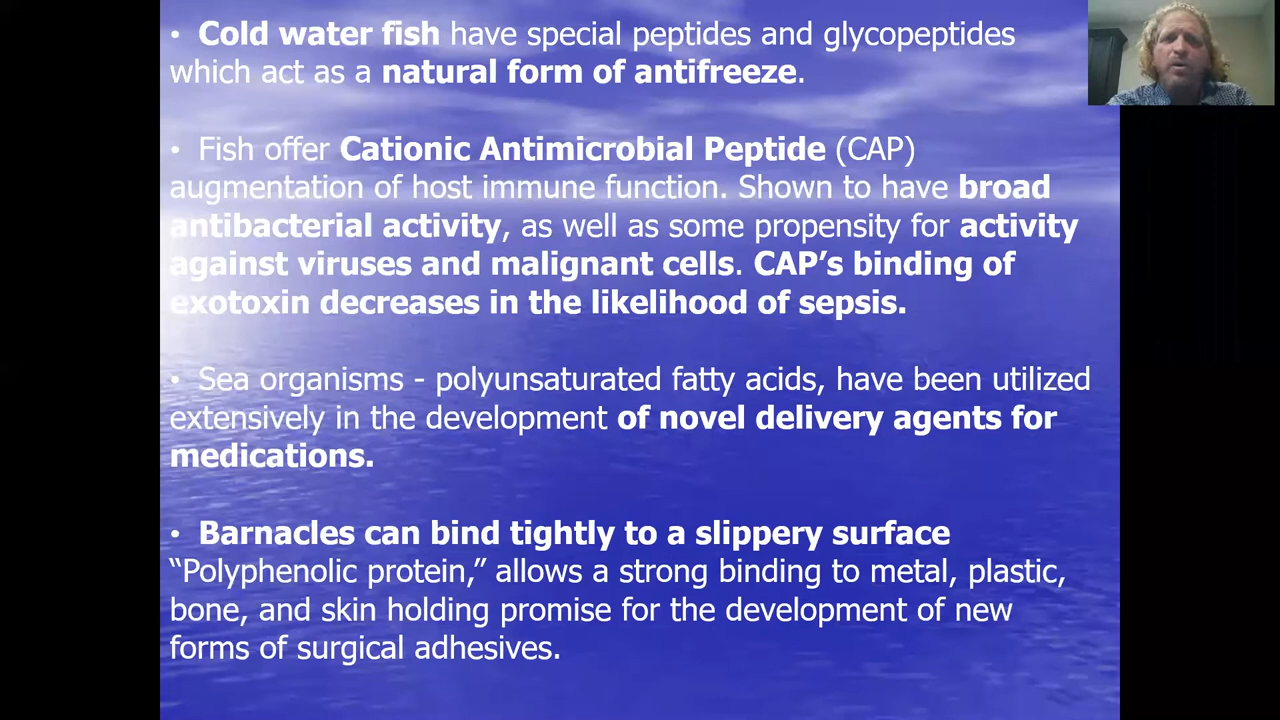 • Cold water fish have special peptides and glycopeptides
which act as a natural form of antifreeze.
• Fish offer Cationic Antimicrobial Peptide (CAP)
augmentation of host immune function. Shown to have broad
antibacterial activity, as well as some propensity for activity
against viruses and malignant cells. CAP’s binding of
exotoxin decreases in the likelihood of sepsis.
• Sea organisms - polyunsaturated fatty acids, have been utilized
extensively in the development of novel delivery agents for
medications.
• Barnacles can bind tightly to a slippery surface
“Polyphenolic protein,” allows a strong binding to metal, plastic,
bone, and skin holding promise for the development of new
forms of surgical adhesives.